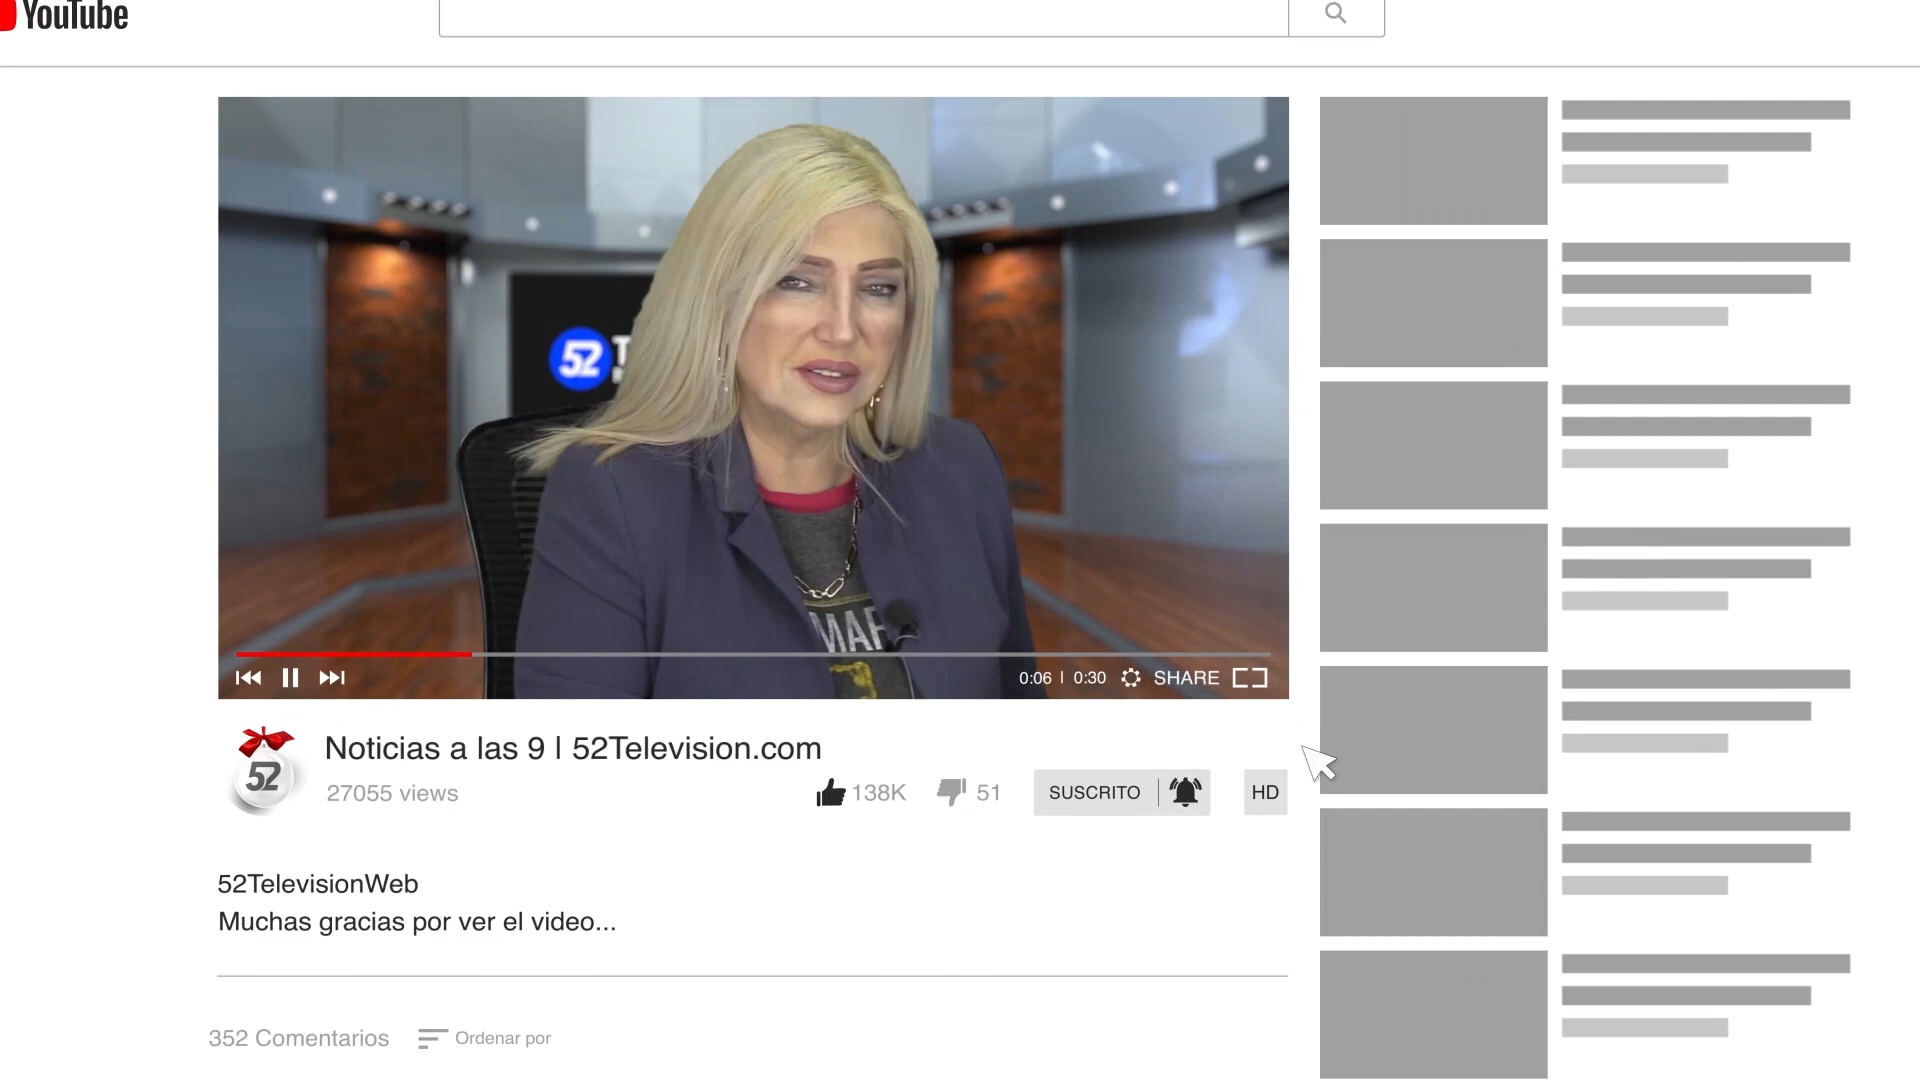 YouTube
52
MAR
0:06 | 0:30 SHARE
52
Noticias a las 9 | 52Television.com
27055 views
138K
51
SUSCRITO
HD
52TelevisionWeb
Muchas gracias por ver el video...
352 Comentarios
Ordenar por